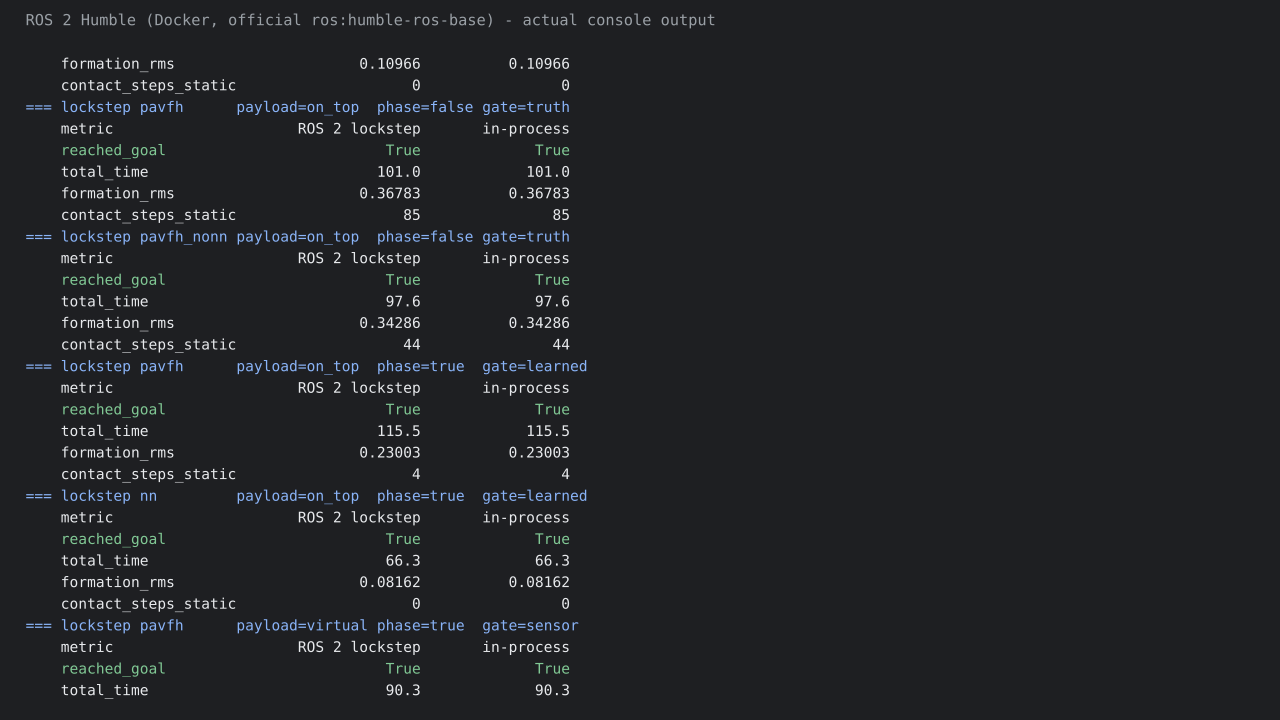 ROS 2 Humble (Docker, official ros:humble-ros-base) - actual console output
formation_rms 0.10966 0.10966
contact_steps_static 0 0
=== lockstep pavfh payload=on_top phase=false gate=truth
metric ROS 2 lockstep in-process
reached_goal True True
total_time 101.0 101.0
formation_rms 0.36783 0.36783
contact_steps_static 85 85
=== lockstep pavfh_nonn payload=on_top phase=false gate=truth
metric ROS 2 lockstep in-process
reached_goal True True
total_time 97.6 97.6
formation_rms 0.34286 0.34286
contact_steps_static 44 44
=== lockstep pavfh payload=on_top phase=true gate=learned
metric ROS 2 lockstep in-process
reached_goal True True
total_time 115.5 115.5
formation_rms 0.23003 0.23003
contact_steps_static 4 4
=== lockstep nn payload=on_top phase=true gate=learned
metric ROS 2 lockstep in-process
reached_goal True True
total_time 66.3 66.3
formation_rms 0.08162 0.08162
contact_steps_static 0 0
=== lockstep pavfh payload=virtual phase=true gate=sensor
metric ROS 2 lockstep in-process
reached_goal True True
total_time 90.3 90.3